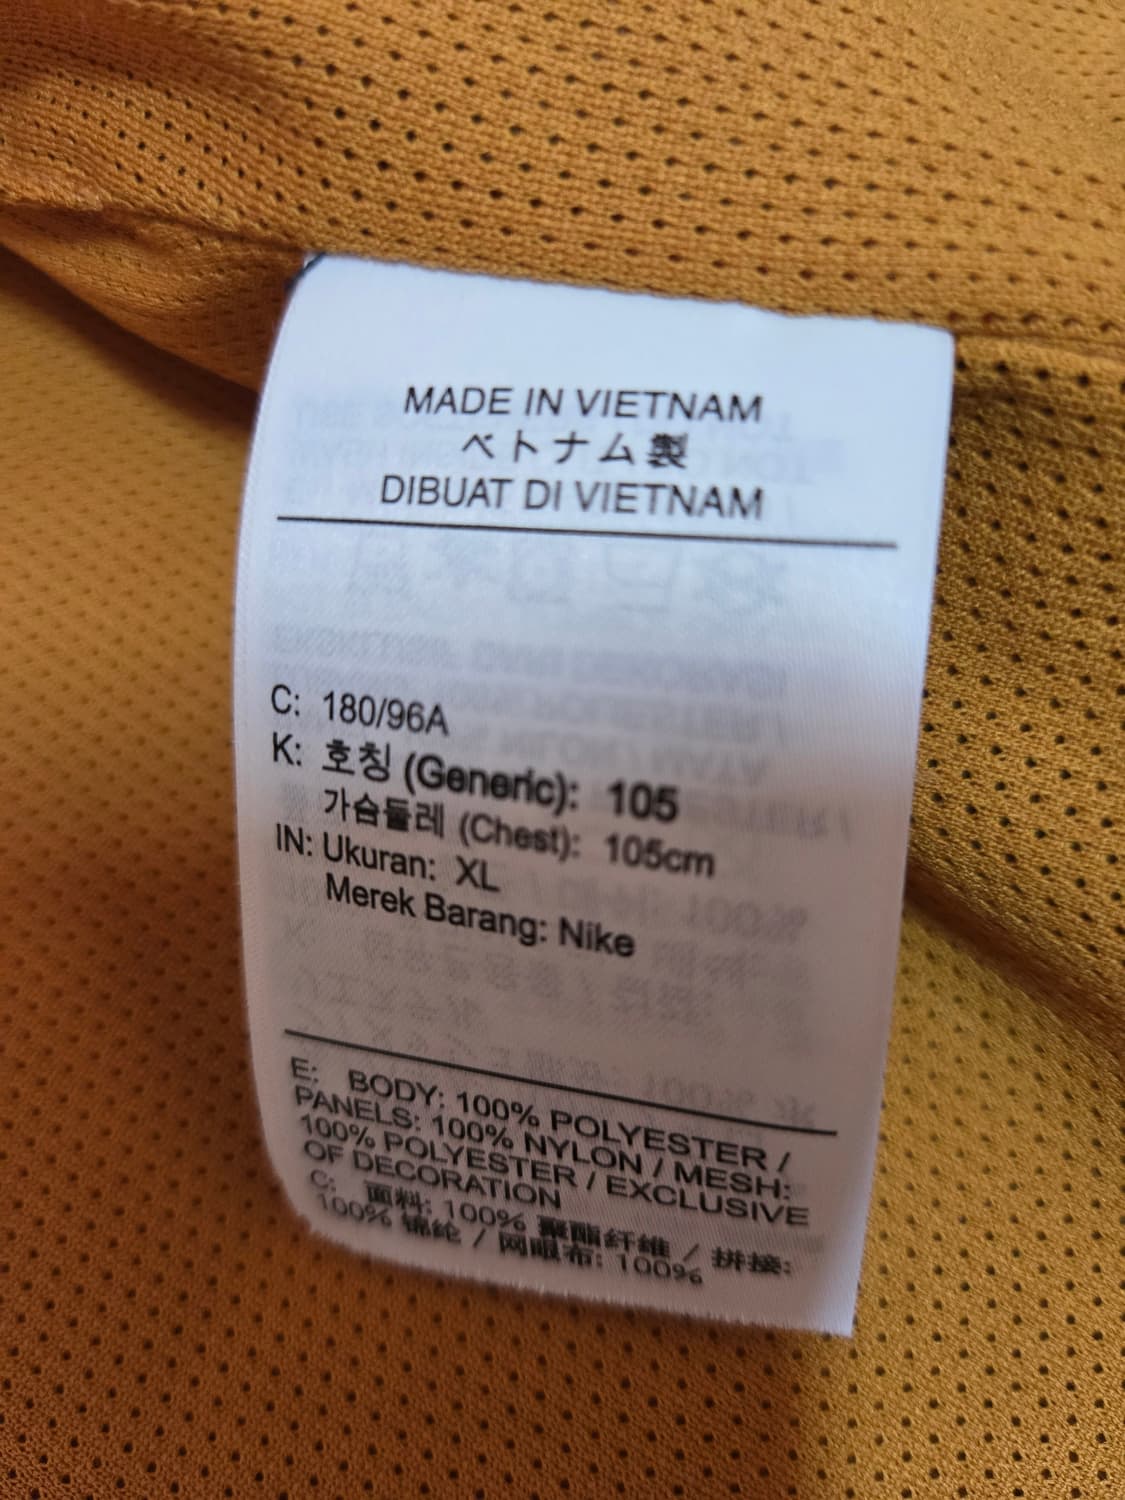 MADE IN VIETNAM
ベトナム製
DIBUAT DI VIETNAM
C: 180/96A
K: 호칭 (Generic): 105
가슴둘레 (Chest): 105cm
IN: Ukuran: XL
Merek Barang: Nike
E: BODY: 100% POLYESTER /
PANELS: 100% NYLON / MESH:
100% POLYESTER / EXCLUSIVE
OF DECORATION
C: 面料: 100% 聚酯纤维 / 拼接:
100% 锦纶 / 网眼布: 100%